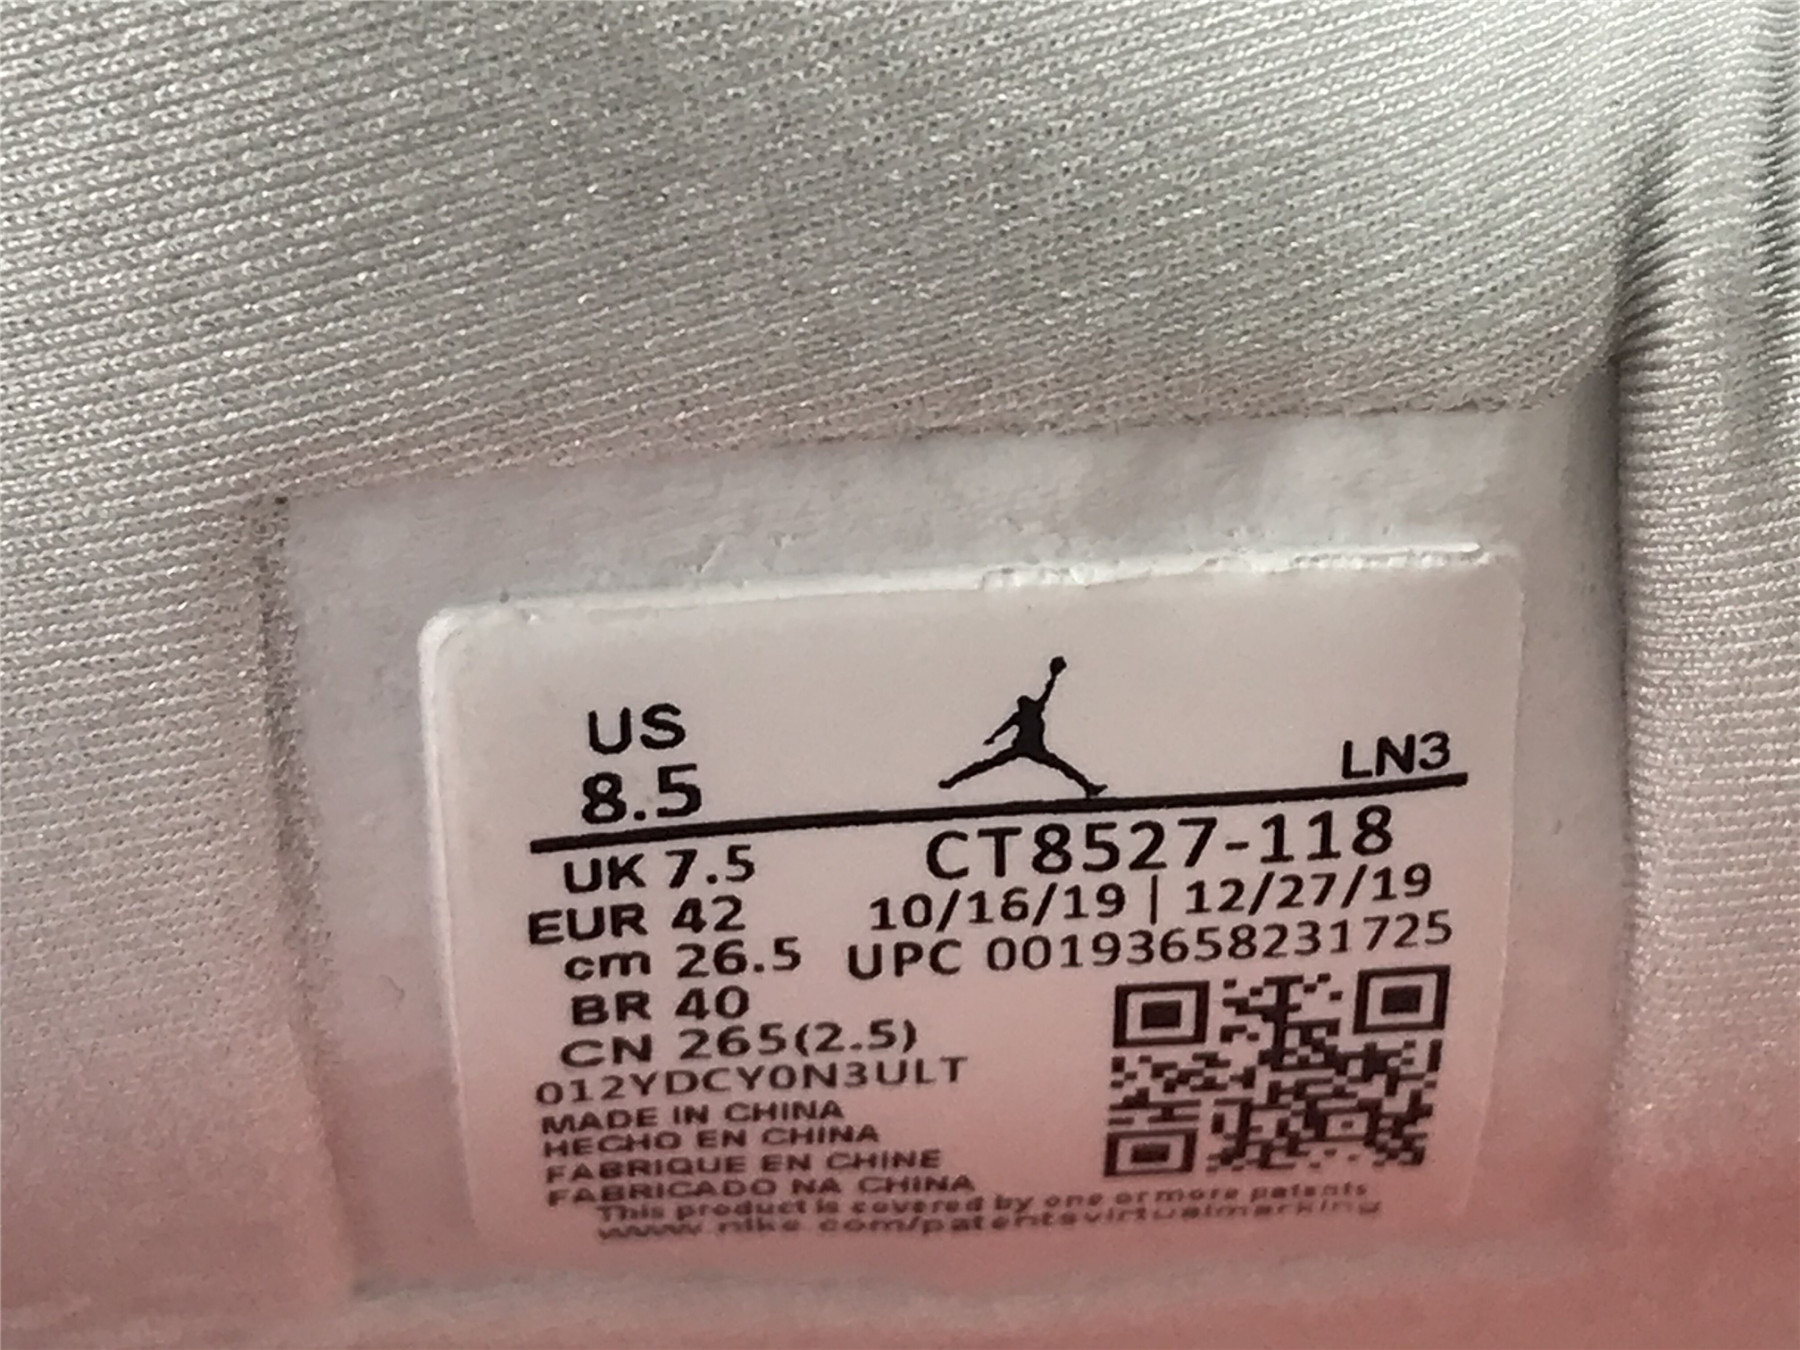 US
8.5
LN3
UK 7.5
CT8527-118
EUR 42
10/16/19 | 12/27/19
cm 26.5
UPC 00193658231725
BR 40
CN 265(2.5)
012YDCY0N3ULT
MADE IN CHINA
HECHO EN CHINA
FABRIQUE EN CHINE
FABRICADO NA CHINA
This product is covered by one or more patents
www.nike.com/patentsvirtualmarking